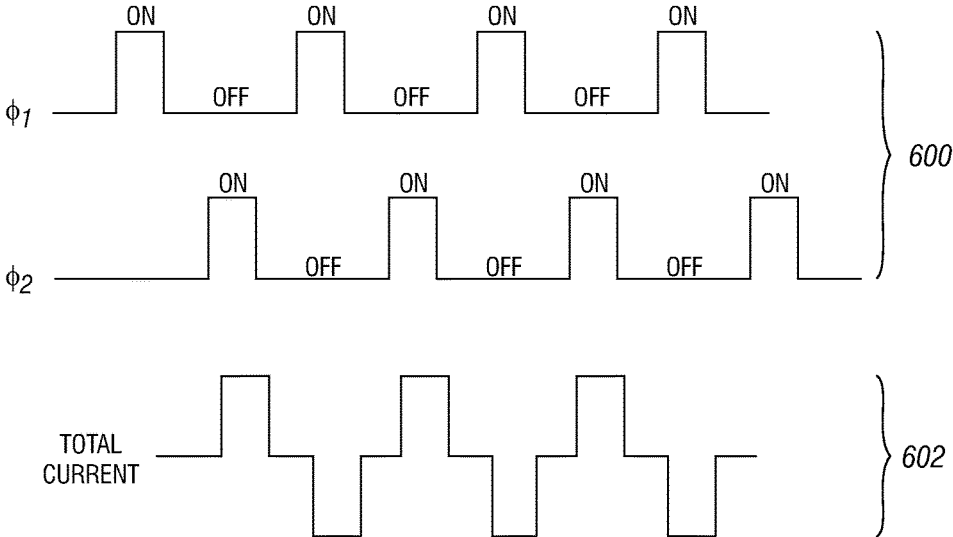 ON ON ON ON
ϕ1 OFF OFF OFF
600
ON ON ON ON
ϕ2 OFF OFF OFF
TOTAL
CURRENT
602